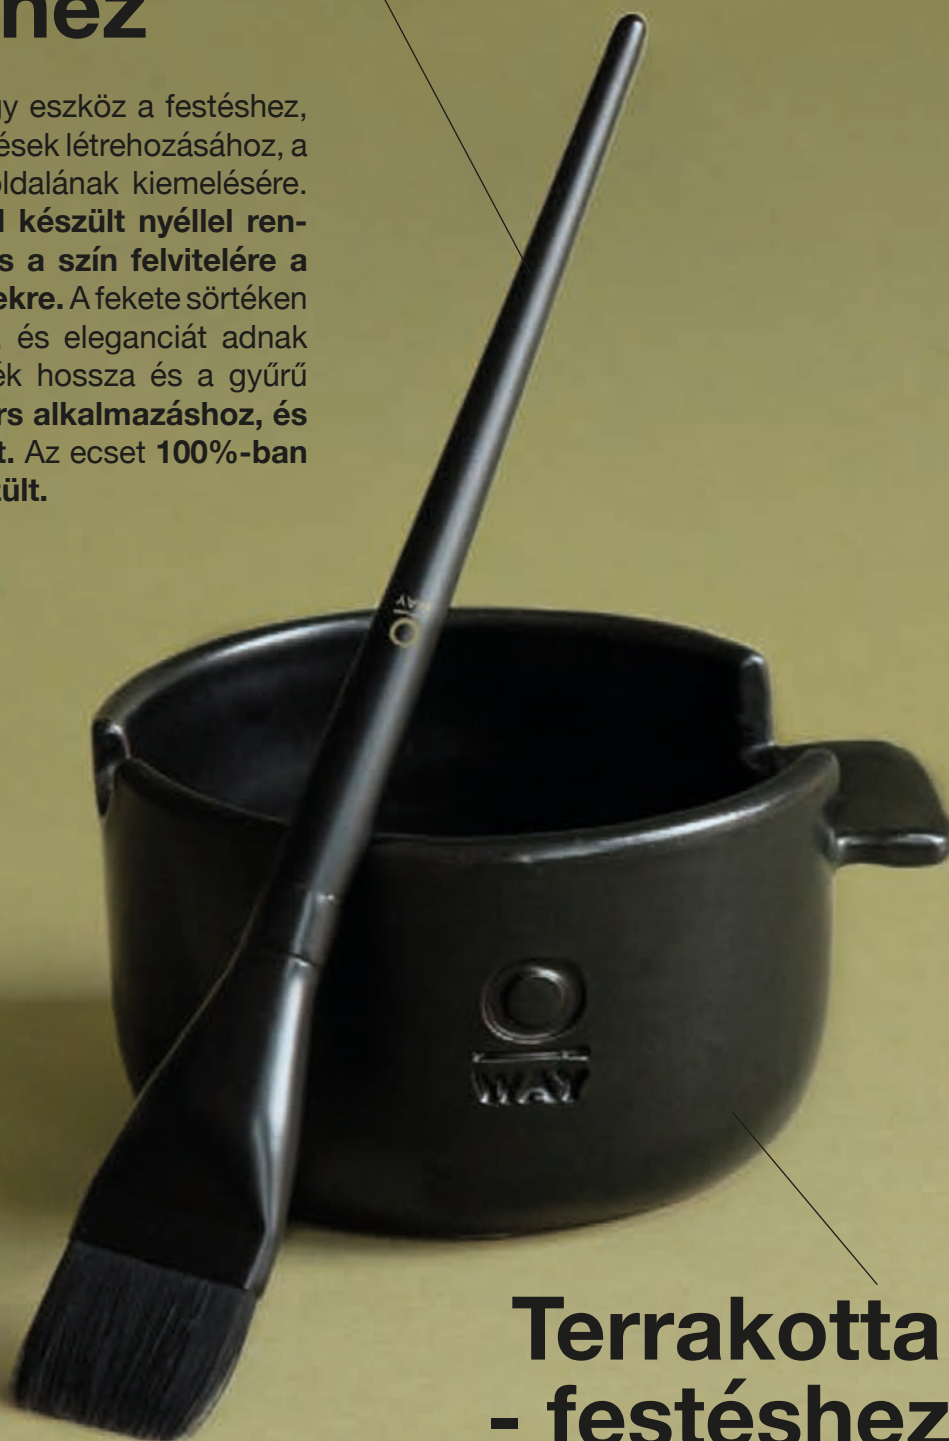 hez
y eszköz a festéshez,
ések létrehozásához, a
ldalának kiemelésére.
készült nyéllel ren-
s a szín felvitelére a
ekre. A fekete sörtéken
és eleganciát adnak
ék hossza és a gyűrű
rs alkalmazáshoz, és
t. Az ecset 100%-ban
ült.
O
WAY
O
WAY
Terrakotta
- festéshez